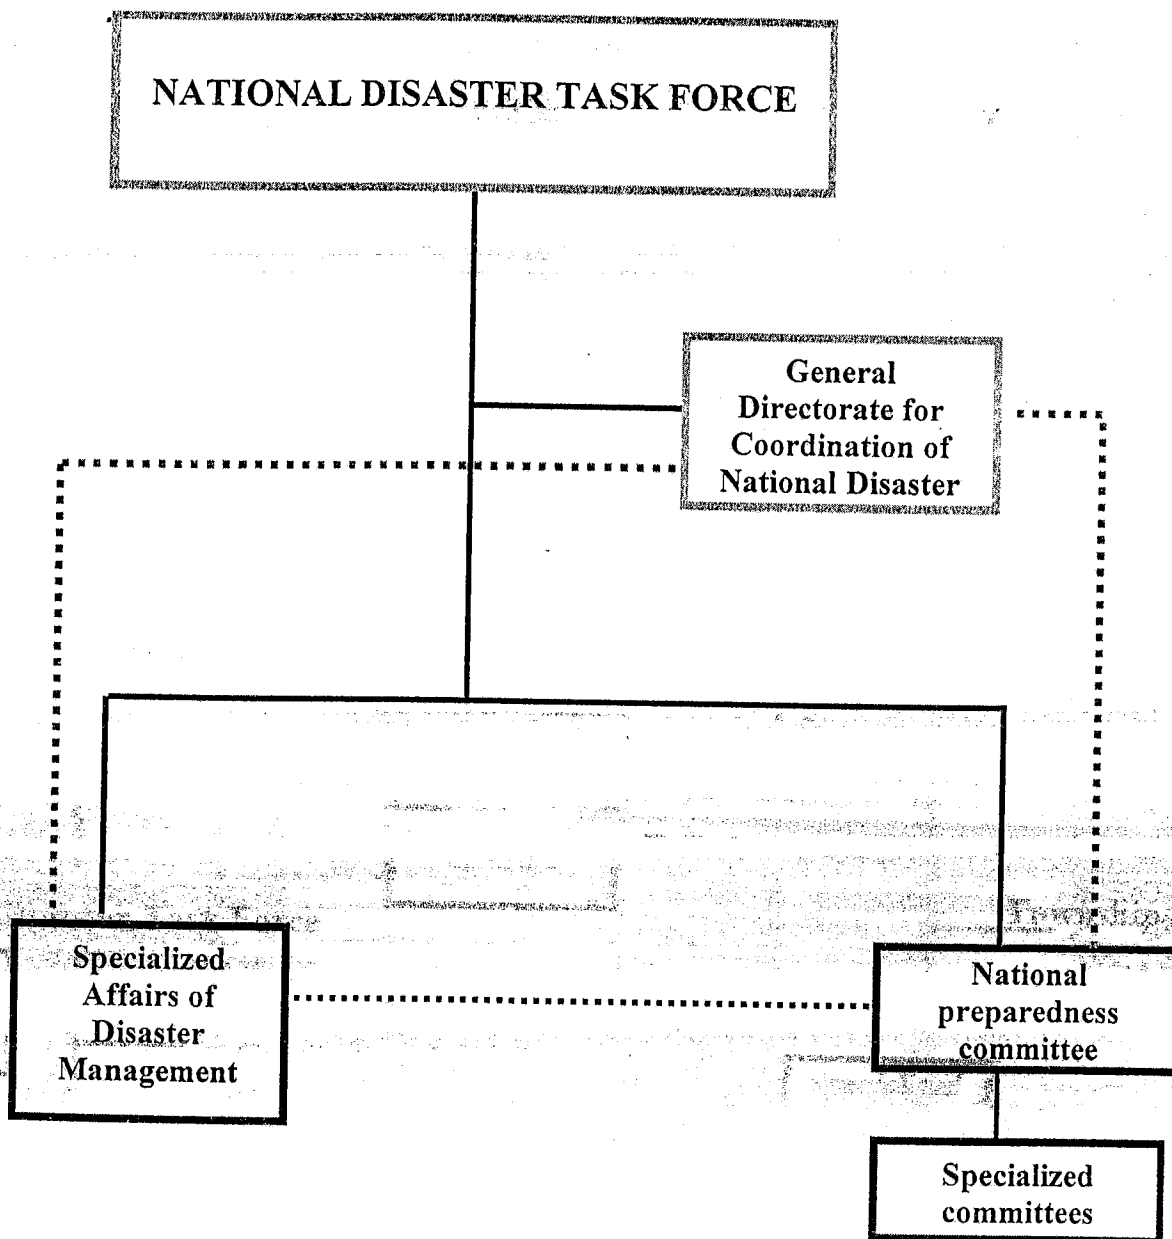 NATIONAL DISASTER TASK FORCE
General
Directorate for
Coordination of
National Disaster
Specialized
Affairs of
Disaster
Management
National
preparedness
committee
Specialized
committees